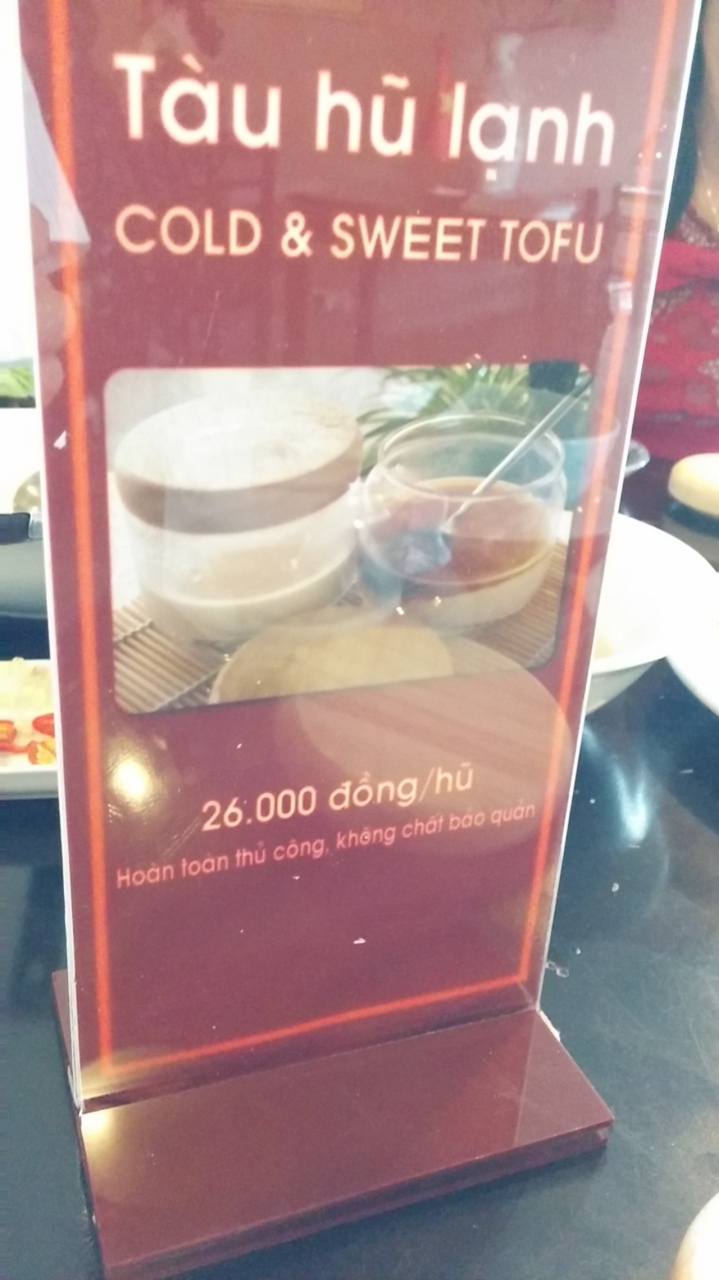 Tàu hũ lạnh
COLD & SWEET TOFU
26.000 đồng/hũ
Hoàn toàn thủ công, không chất bảo quản